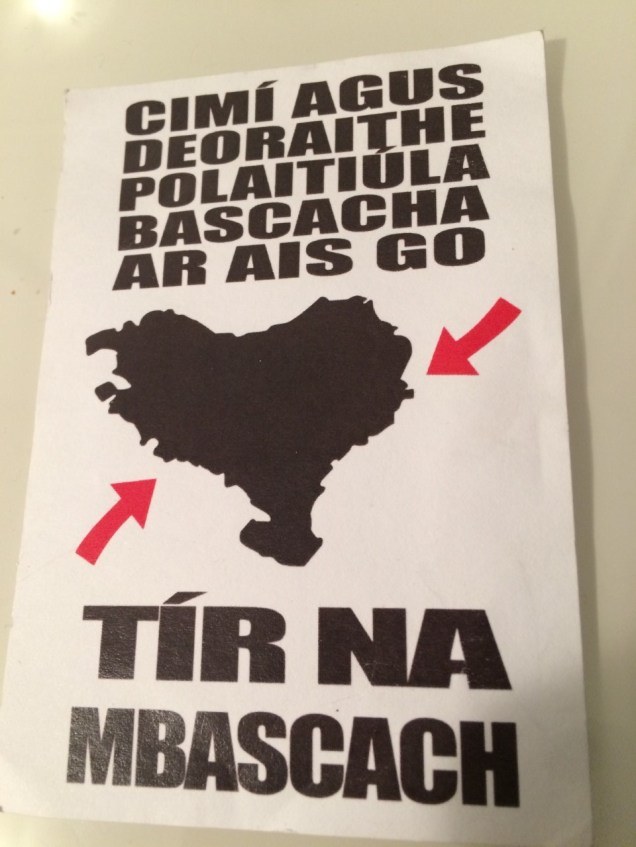 CIMÍ AGUS
DEORAITHE
POLAITIÚLA
BASCACHA
AR AIS GO
TÍR NA
MBASCACH